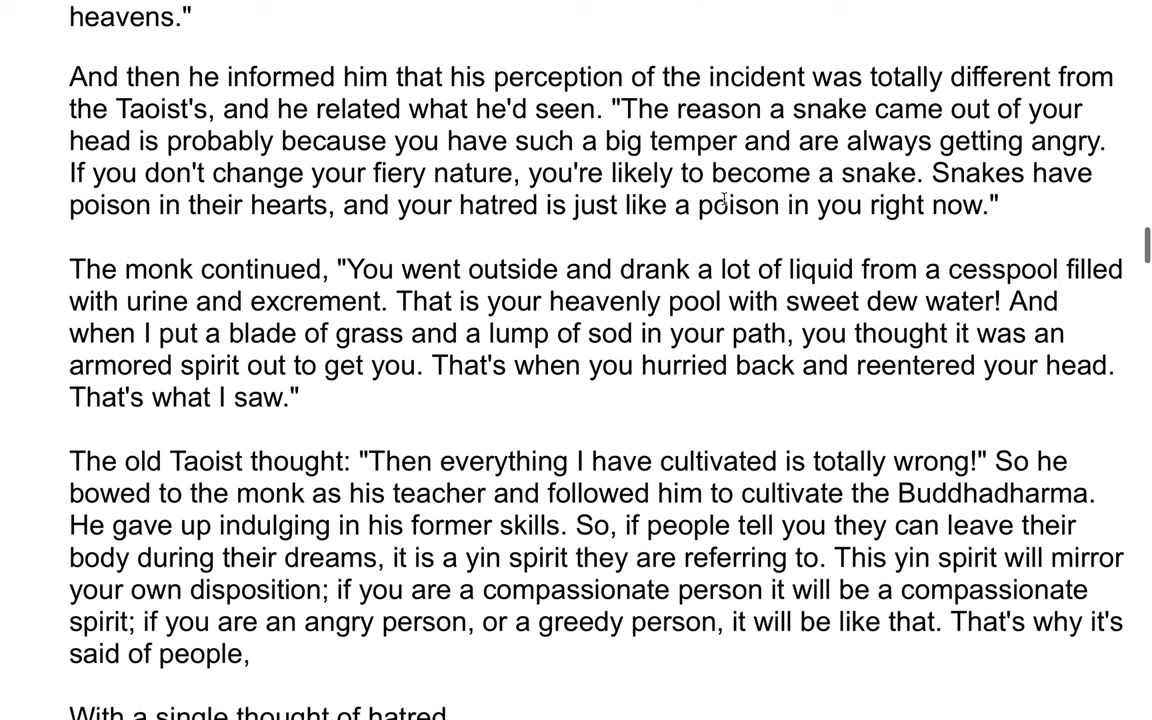 heavens."
And then he informed him that his perception of the incident was totally different from
the Taoist's, and he related what he'd seen. "The reason a snake came out of your
head is probably because you have such a big temper and are always getting angry.
If you don't change your fiery nature, you're likely to become a snake. Snakes have
poison in their hearts, and your hatred is just like a poison in you right now."
The monk continued, "You went outside and drank a lot of liquid from a cesspool filled
with urine and excrement. That is your heavenly pool with sweet dew water! And
when I put a blade of grass and a lump of sod in your path, you thought it was an
armored spirit out to get you. That's when you hurried back and reentered your head.
That's what I saw."
The old Taoist thought: "Then everything I have cultivated is totally wrong!" So he
bowed to the monk as his teacher and followed him to cultivate the Buddhadharma.
He gave up indulging in his former skills. So, if people tell you they can leave their
body during their dreams, it is a yin spirit they are referring to. This yin spirit will mirror
your own disposition; if you are a compassionate person it will be a compassionate
spirit; if you are an angry person, or a greedy person, it will be like that. That's why it's
said of people,
With a single thought of hatred